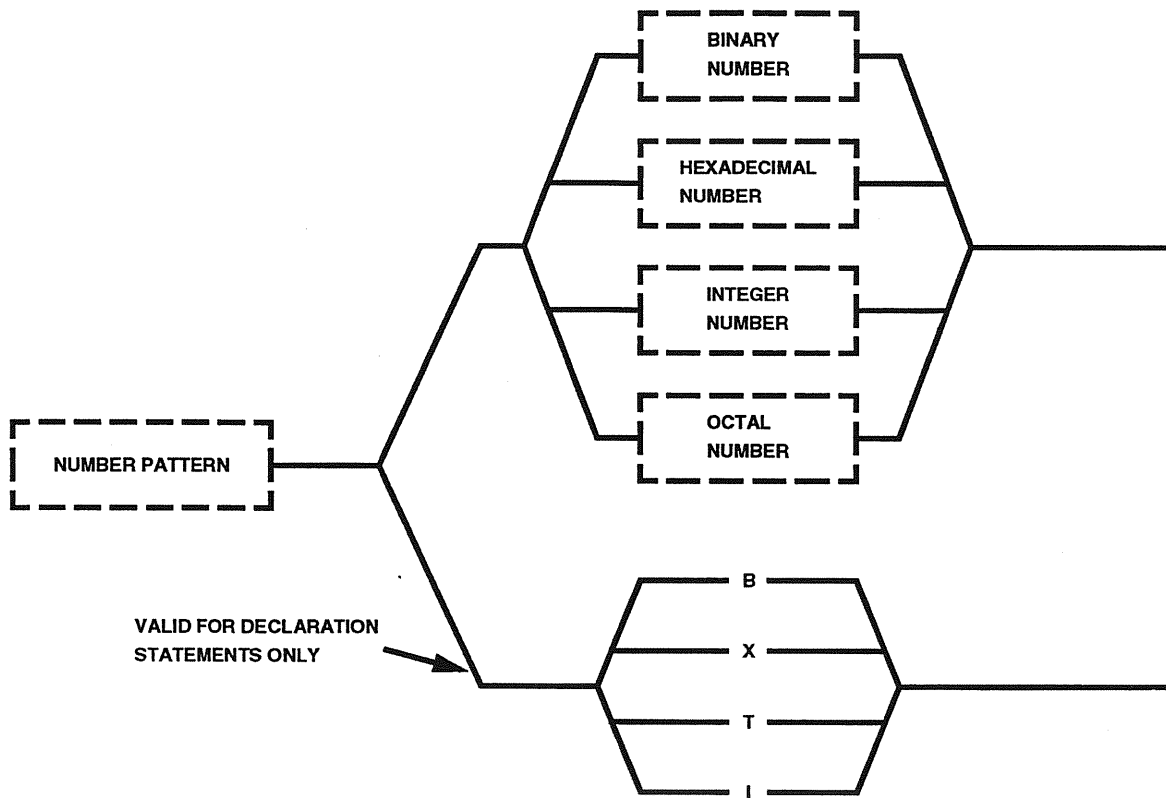 BINARY
NUMBER
HEXADECIMAL
NUMBER
INTEGER
NUMBER
OCTAL
NUMBER
NUMBER PATTERN
VALID FOR DECLARATION
STATEMENTS ONLY
B
X
T